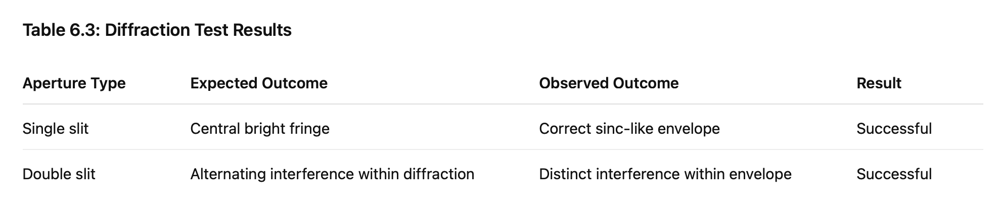 Table 6.3: Diffraction Test Results
Aperture Type Expected Outcome Observed Outcome Result
Single slit Central bright fringe Correct sinc-like envelope Successful
Double slit Alternating interference within diffraction Distinct interference within envelope Successful